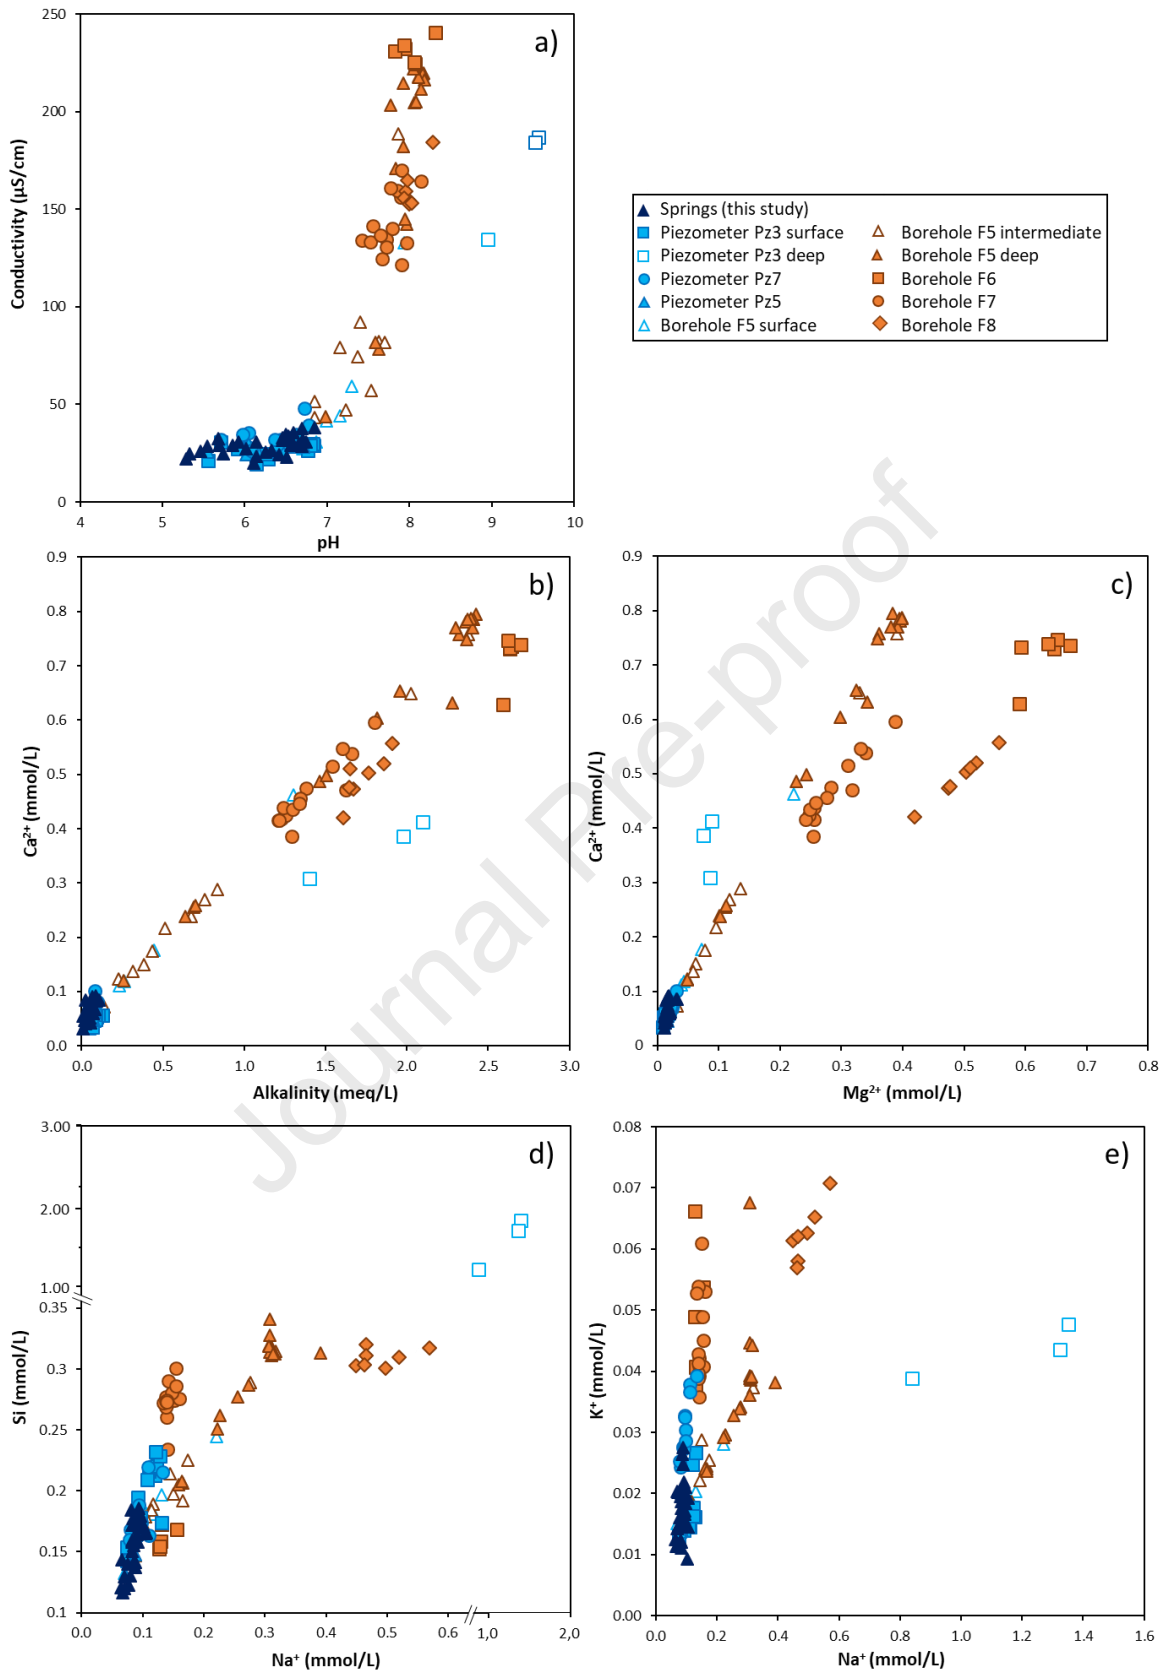 a)
250
200
150
100
50
0
Conductivity (µS/cm)
4 5 6 7 8 9 10
pH
Springs (this study)
Piezometer Pz3 surface
Piezometer Pz3 deep
Piezometer Pz7
Piezometer Pz5
Borehole F5 surface
Borehole F5 intermediate
Borehole F5 deep
Borehole F6
Borehole F7
Borehole F8
b)
0.9
0.8
0.7
0.6
0.5
0.4
0.3
0.2
0.1
0.0
Ca²⁺ (mmol/L)
0.0 0.5 1.0 1.5 2.0 2.5 3.0
Alkalinity (meq/L)
c)
0.9
0.8
0.7
0.6
0.5
0.4
0.3
0.2
0.1
0
Ca²⁺ (mmol/L)
0 0.1 0.2 0.3 0.4 0.5 0.6 0.7 0.8
Mg²⁺ (mmol/L)
d)
3.00
2.00
1.00
0.35
0.3
0.25
0.2
0.15
0.1
Si (mmol/L)
0.0 0.1 0.2 0.3 0.4 0.5 0.6 1,0 2,0
Na⁺ (mmol/L)
e)
0.08
0.07
0.06
0.05
0.04
0.03
0.02
0.01
0.00
K⁺ (mmol/L)
0.0 0.2 0.4 0.6 0.8 1.0 1.2 1.4 1.6
Na⁺ (mmol/L)
Journal Pre-proof